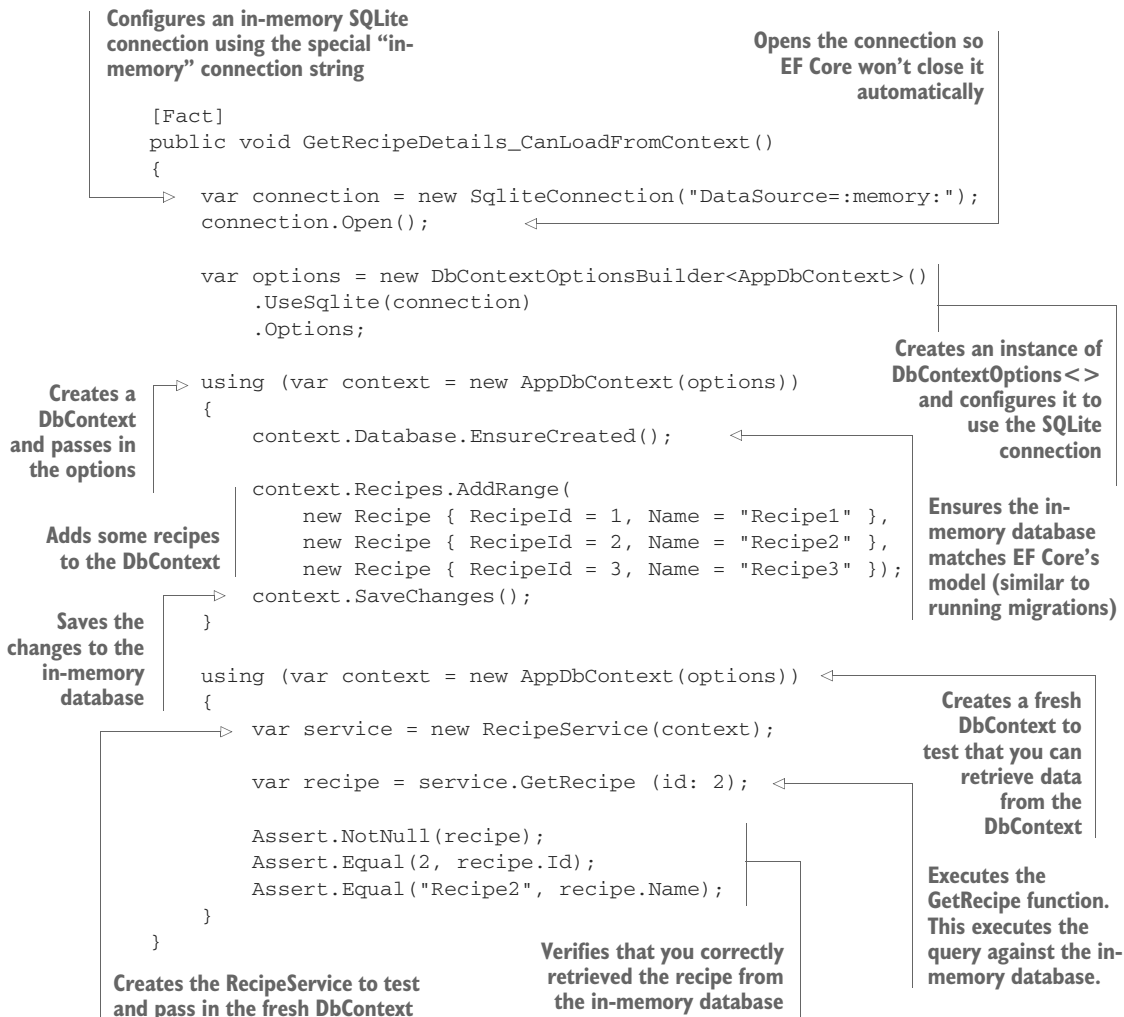 Configures an in-memory SQLite
connection using the special “in-
memory” connection string
Opens the connection so
EF Core won’t close it
automatically
[Fact]
public void GetRecipeDetails_CanLoadFromContext()
{
var connection = new SqliteConnection("DataSource=:memory:");
connection.Open();
var options = new DbContextOptionsBuilder<AppDbContext>()
.UseSqlite(connection)
.Options;
Creates an instance of
DbContextOptions<>
and configures it to
use the SQLite
connection
Creates a
DbContext
and passes in
the options
using (var context = new AppDbContext(options))
{
context.Database.EnsureCreated();
Ensures the in-
memory database
matches EF Core’s
model (similar to
running migrations)
Adds some recipes
to the DbContext
context.Recipes.AddRange(
new Recipe { RecipeId = 1, Name = "Recipe1" },
new Recipe { RecipeId = 2, Name = "Recipe2" },
new Recipe { RecipeId = 3, Name = "Recipe3" });
context.SaveChanges();
}
Saves the
changes to the
in-memory
database
using (var context = new AppDbContext(options))
{
Creates a fresh
DbContext to
test that you can
retrieve data
from the
DbContext
var service = new RecipeService(context);
var recipe = service.GetRecipe (id: 2);
Assert.NotNull(recipe);
Assert.Equal(2, recipe.Id);
Assert.Equal("Recipe2", recipe.Name);
}
}
Executes the
GetRecipe function.
This executes the
query against the in-
memory database.
Verifies that you correctly
retrieved the recipe from
the in-memory database
Creates the RecipeService to test
and pass in the fresh DbContext